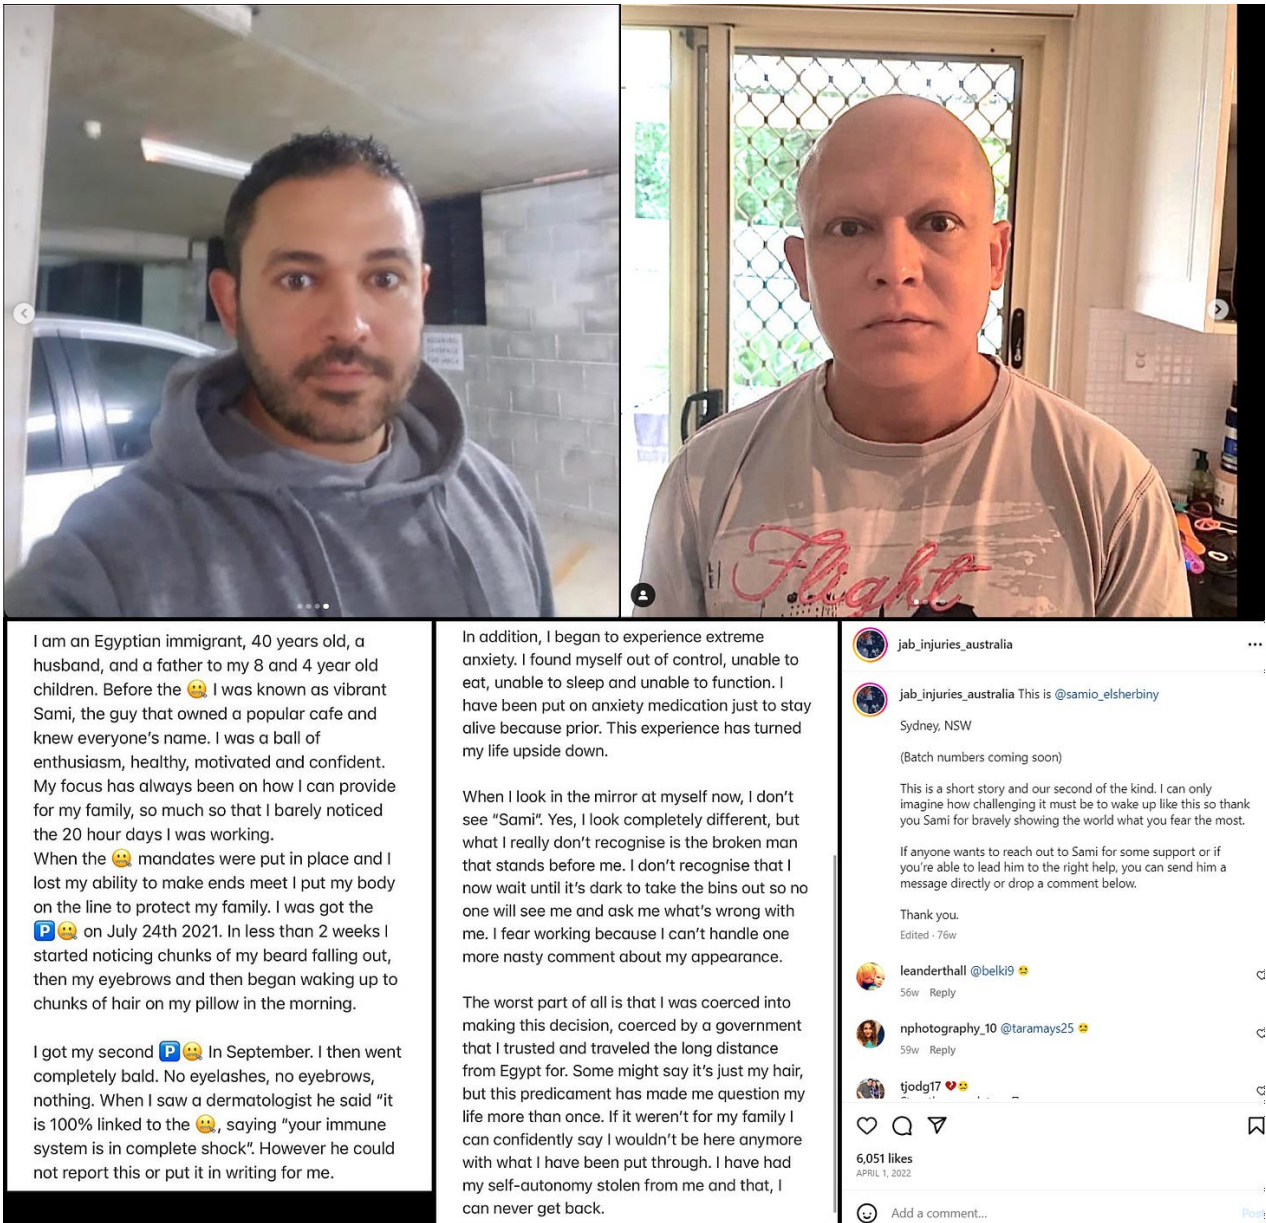 Flight
I am an Egyptian immigrant, 40 years old, a
husband, and a father to my 8 and 4 year old
children. Before the 🤐 I was known as vibrant
Sami, the guy that owned a popular cafe and
knew everyone's name. I was a ball of
enthusiasm, healthy, motivated and confident.
My focus has always been on how I can provide
for my family, so much so that I barely noticed
the 20 hour days I was working.
When the 🤐 mandates were put in place and I
lost my ability to make ends meet I put my body
on the line to protect my family. I was got the
🅿️🤐 on July 24th 2021. In less than 2 weeks I
started noticing chunks of my beard falling out,
then my eyebrows and then began waking up to
chunks of hair on my pillow in the morning.
I got my second 🅿️🤐 In September. I then went
completely bald. No eyelashes, no eyebrows,
nothing. When I saw a dermatologist he said “it
is 100% linked to the 🤐, saying “your immune
system is in complete shock”. However he could
not report this or put it in writing for me.
In addition, I began to experience extreme
anxiety. I found myself out of control, unable to
eat, unable to sleep and unable to function. I
have been put on anxiety medication just to stay
alive because prior. This experience has turned
my life upside down.
When I look in the mirror at myself now, I don't
see “Sami”. Yes, I look completely different, but
what I really don't recognise is the broken man
that stands before me. I don't recognise that I
now wait until it's dark to take the bins out so no
one will see me and ask me what's wrong with
me. I fear working because I can't handle one
more nasty comment about my appearance.
The worst part of all is that I was coerced into
making this decision, coerced by a government
that I trusted and traveled the long distance
from Egypt for. Some might say it's just my hair,
but this predicament has made me question my
life more than once. If it weren't for my family I
can confidently say I wouldn't be here anymore
with what I have been put through. I have had
my self-autonomy stolen from me and that, I
can never get back.
jab_injuries_australia
jab_injuries_australia This is @samio_elsherbiny
Sydney, NSW
(Batch numbers coming soon)
This is a short story and our second of the kind. I can only
imagine how challenging it must be to wake up like this so thank
you Sami for bravely showing the world what you fear the most.
If anyone wants to reach out to Sami for some support or if
you're able to lead him to the right help, you can send him a
message directly or drop a comment below.
Thank you.
Edited · 76w
leanderthall @belki9 😢
56w Reply
nphotography_10 @taramays25 😢
59w Reply
tjodg17 💔😢
6,051 likes
APRIL 1, 2022
Add a comment...
Post